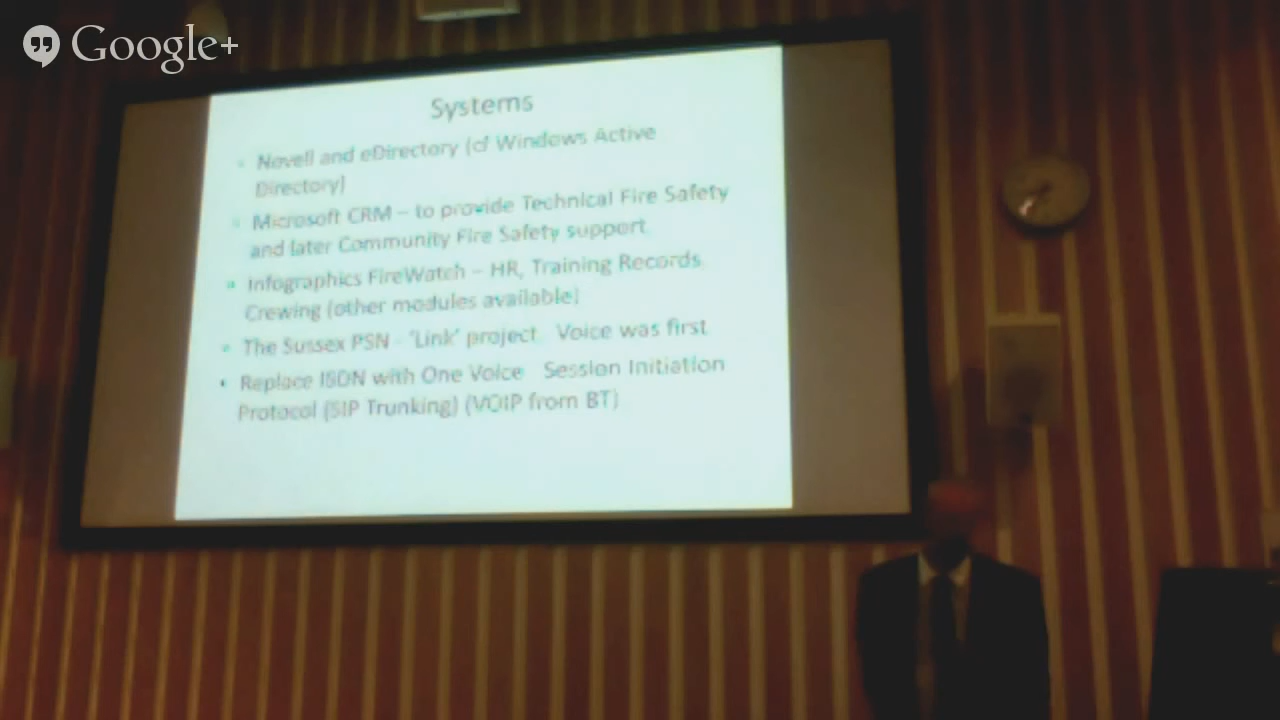 Google+
Systems
Novell and eDirectory (cf Windows Active
Directory)
Microsoft CRM – to provide Technical Fire Safety
and later Community Fire Safety support
Infographics FireWatch – HR, Training Records
Crewing (other modules available)
The Sussex PSN - 'Link' project Voice was first
Replace ISDN with One Voice Session Initiation
Protocol (SIP Trunking) (VOIP from BT)